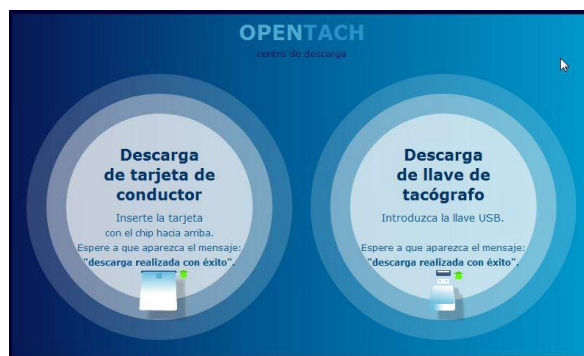 OPENTACH
centro de descarga
Descarga
de tarjeta de
conductor
Inserte la tarjeta
con el chip hacia arriba.
Espere a que aparezca el mensaje:
"descarga realizada con éxito".
Descarga
de llave de
tacógrafo
Introduzca la llave USB.
Espere a que aparezca el mensaje:
"descarga realizada con éxito".